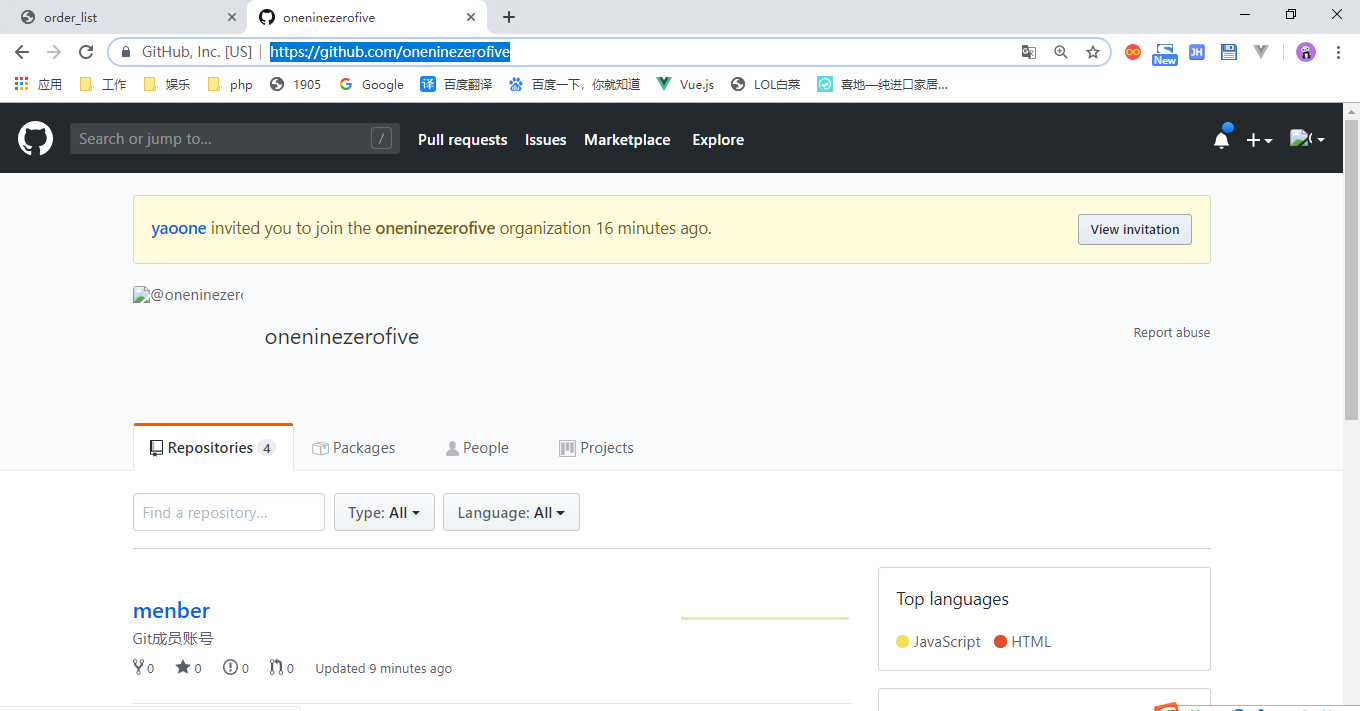 order_list
oneninezerofive
GitHub, Inc. [US] | https://github.com/oneninezerofive
New
JH
应用 工作 娱乐 php 1905 Google 译 百度翻译 百度一下，你就知道 Vue.js LOL白菜 喜地—纯进口家居...
Search or jump to... / Pull requests Issues Marketplace Explore
yaoone invited you to join the oneninezerofive organization 16 minutes ago. View invitation
@oneninezero
oneninezerofive Report abuse
Repositories 4 Packages People Projects
Find a repository... Type: All Language: All
Top languages
JavaScript HTML
menber
Git成员账号
0 0 0 0 Updated 9 minutes ago